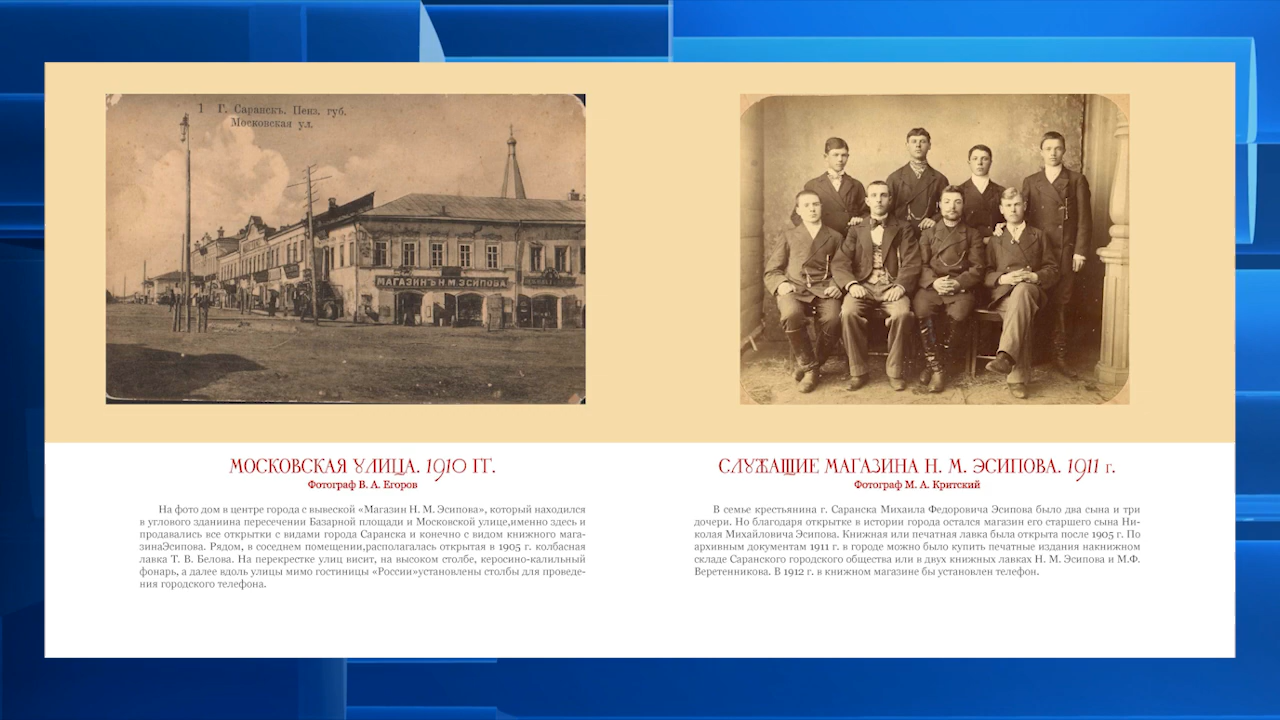 1 Г. Саранскъ. Пенз. губ.
Московская ул.
МАГАЗИНЪ Н.М.ЭСИПОВА
МОСКОВСКАЯ УЛИЦА. 1910 ГГ.
Фотограф В. А. Егоров
На фото дом в центре города с вывеской «Магазин Н. М. Эсипова», который находился
в углового зданиина пересечении Базарной площади и Московской улице,именно здесь и
продавались все открытки с видами города Саранска и конечно с видом книжного мага-
зинаЭсипова. Рядом, в соседнем помещении,располагалась открытая в 1905 г. колбасная
лавка Т. В. Белова. На перекрестке улиц висит, на высоком столбе, керосино-калильный
фонарь, а далее вдоль улицы мимо гостиницы «России»установлены столбы для проведе-
ния городского телефона.
СЛУЖАЩИЕ МАГАЗИНА Н. М. ЭСИПОВА. 1911 г.
Фотограф М. А. Критский
В семье крестьянина г. Саранска Михаила Федоровича Эсипова было два сына и три
дочери. Но благодаря открытке в истории города остался магазин его старшего сына Ни-
колая Михайловича Эсипова. Книжная или печатная лавка была открыта после 1905 г. По
архивным документам 1911 г. в городе можно было купить печатные издания накнижном
складе Саранского городского общества или в двух книжных лавках Н. М. Эсипова и М.Ф.
Веретенникова. В 1912 г. в книжном магазине бы установлен телефон.